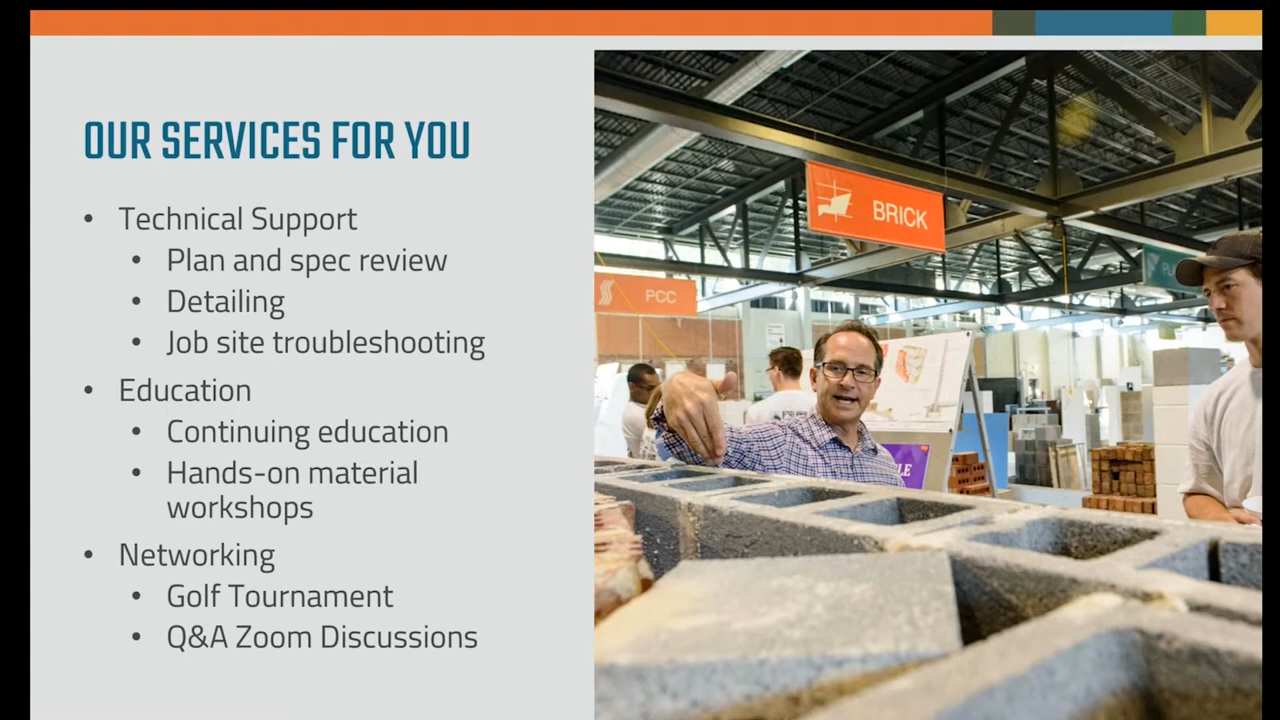 OUR SERVICES FOR YOU
• Technical Support
• Plan and spec review
• Detailing
• Job site troubleshooting
• Education
• Continuing education
• Hands-on material
workshops
• Networking
• Golf Tournament
• Q&A Zoom Discussions
BRICK
PCC